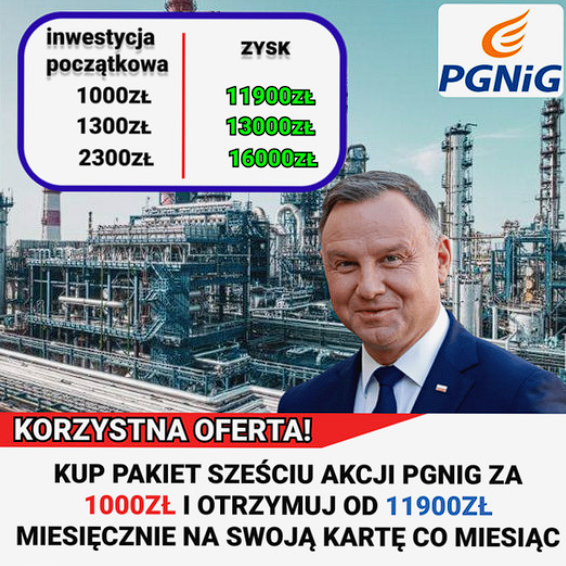 inwestycja
początkowa
ZYSK
1000ZŁ
11900ZŁ
1300ZŁ
13000ZŁ
2300ZŁ
16000ZŁ
PGNiG
KORZYSTNA OFERTA!
KUP PAKIET SZEŚCIU AKCJI PGNIG ZA
1000ZŁ I OTRZYMUJ OD 11900ZŁ
MIESIĘCZNIE NA SWOJĄ KARTĘ CO MIESIĄC